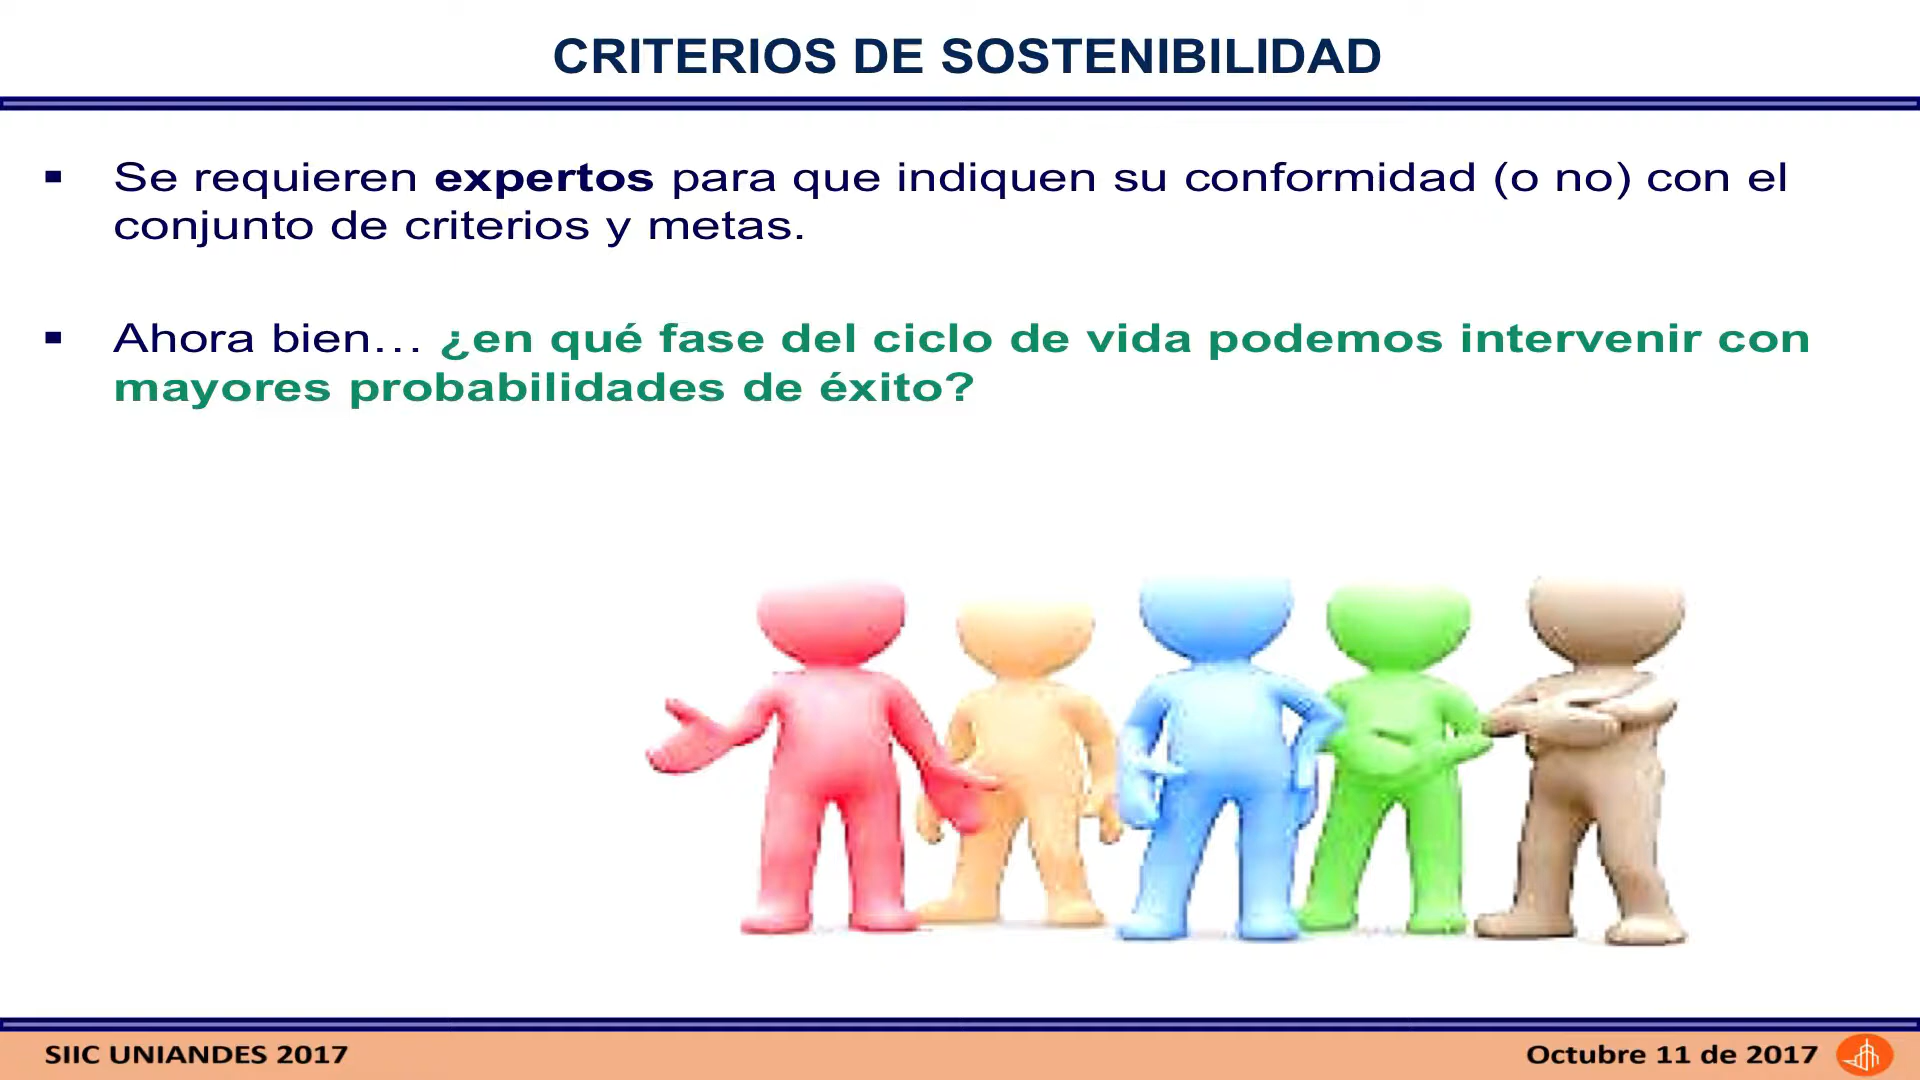 CRITERIOS DE SOSTENIBILIDAD
▪ Se requieren expertos para que indiquen su conformidad (o no) con el
conjunto de criterios y metas.
▪ Ahora bien… ¿en qué fase del ciclo de vida podemos intervenir con
mayores probabilidades de éxito?
SIIC UNIANDES 2017
Octubre 11 de 2017